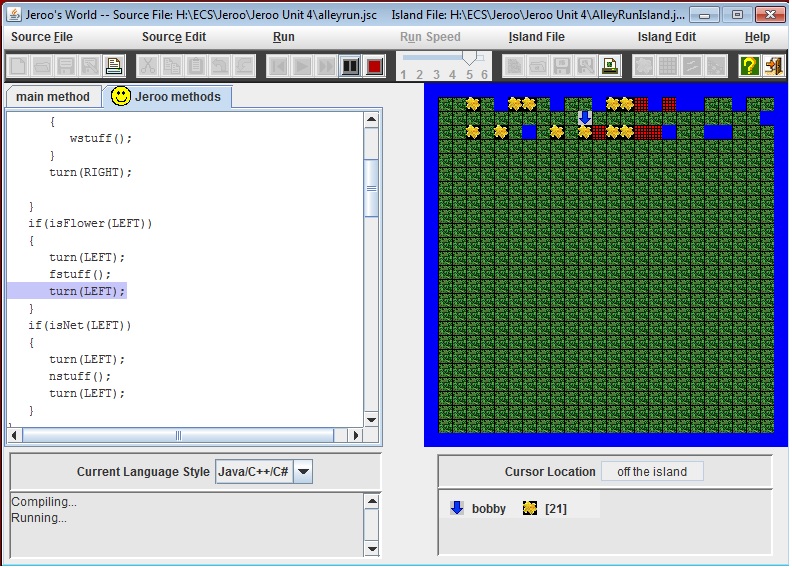 Jeroo's World -- Source File: H:\ECS\Jeroo\Jeroo Unit 4\alleyrun.jsc Island File: H:\ECS\Jeroo\Jeroo Unit 4\AlleyRunIsland.j...
Source File Source Edit Run Run Speed Island File Island Edit Help
1 2 3 4 5 6
main method Jeroo methods
{
wstuff();
}
turn(RIGHT);
}
if(isFlower(LEFT))
{
turn(LEFT);
fstuff();
turn(LEFT);
}
if(isNet(LEFT))
{
turn(LEFT);
nstuff();
turn(LEFT);
}
Current Language Style Java/C++/C#
Cursor Location off the island
Compiling...
Running...
bobby [21]